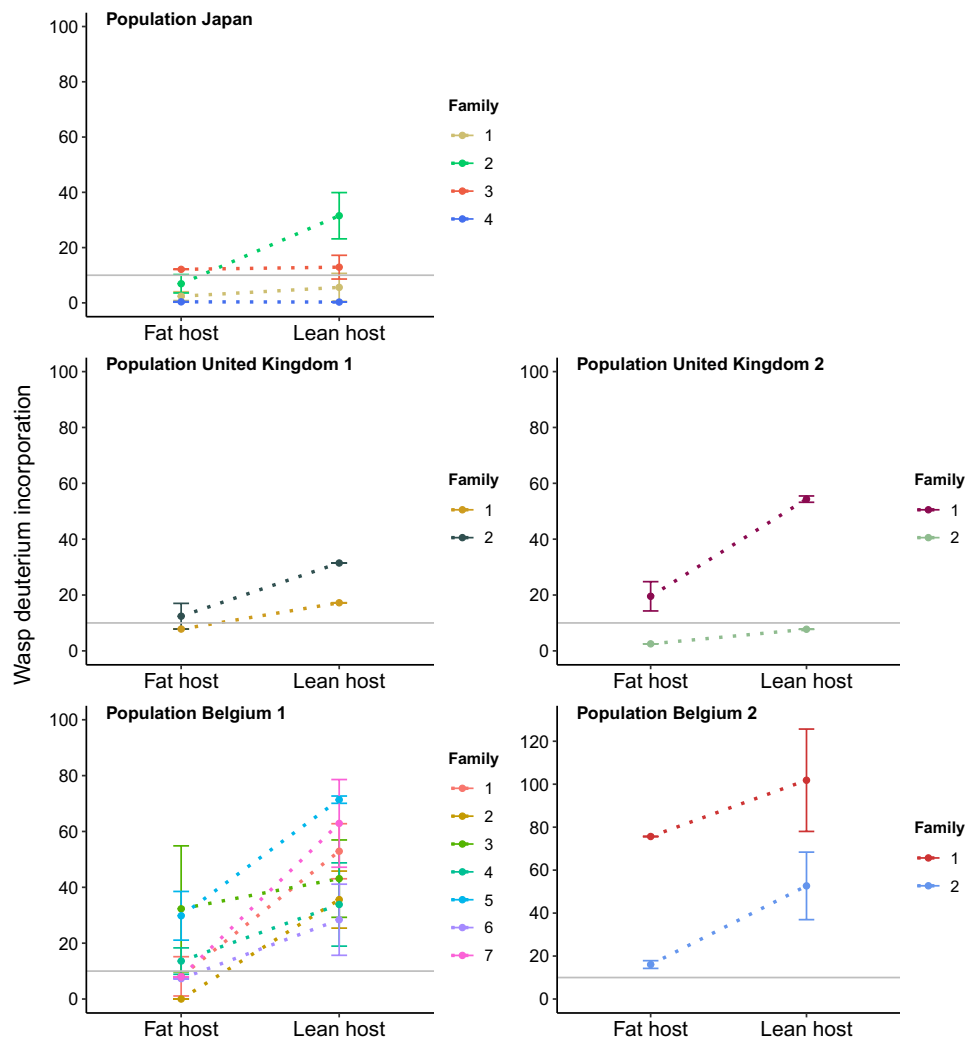 Wasp deuterium incorporation
Population Japan
100
80
60
40
20
0
Fat host
Lean host
Family
1
2
3
4
Population United Kingdom 1
100
80
60
40
20
0
Fat host
Lean host
Family
1
2
Population United Kingdom 2
100
80
60
40
20
0
Fat host
Lean host
Family
1
2
Population Belgium 1
100
80
60
40
20
0
Fat host
Lean host
Family
1
2
3
4
5
6
7
Population Belgium 2
120
100
80
60
40
20
0
Fat host
Lean host
Family
1
2